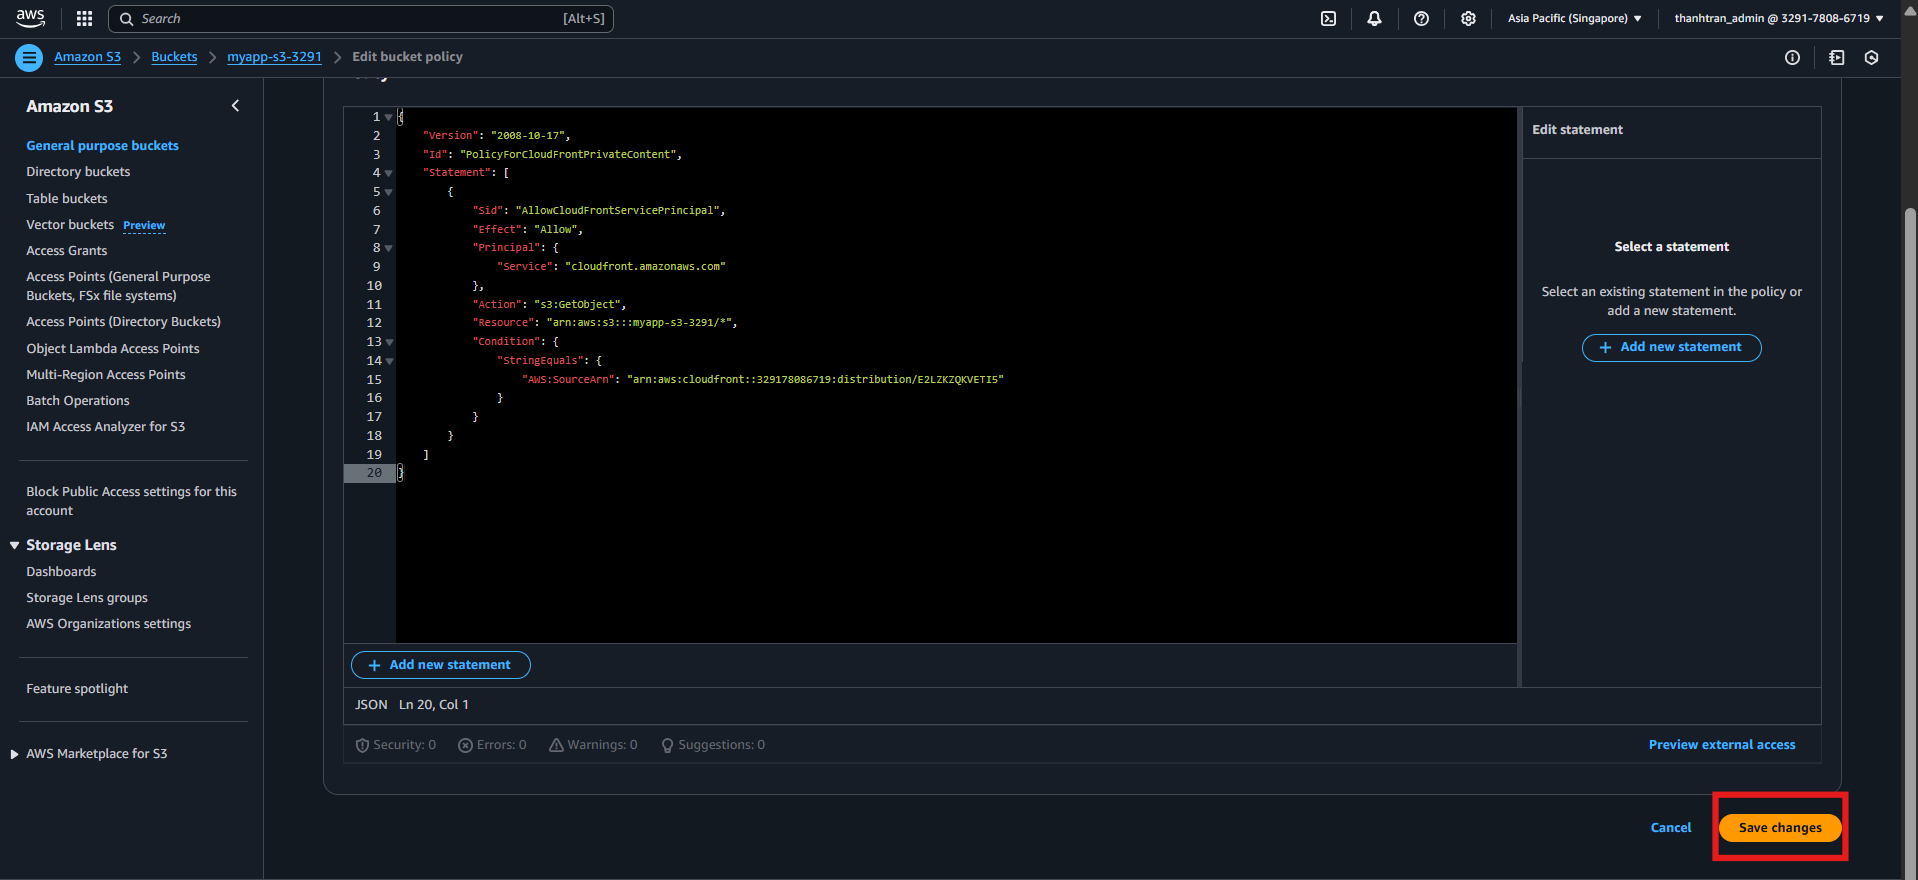 aws
Search
[Alt+S]
Asia Pacific (Singapore)
thanhtran_admin @ 3291-7808-6719
Amazon S3
Buckets
myapp-s3-3291
Edit bucket policy
Amazon S3
General purpose buckets
Directory buckets
Table buckets
Vector buckets Preview
Access Grants
Access Points (General Purpose
Buckets, FSx file systems)
Access Points (Directory Buckets)
Object Lambda Access Points
Multi-Region Access Points
Batch Operations
IAM Access Analyzer for S3
Block Public Access settings for this
account
Storage Lens
Dashboards
Storage Lens groups
AWS Organizations settings
Feature spotlight
AWS Marketplace for S3
1 {
2 "Version": "2008-10-17",
3 "Id": "PolicyForCloudFrontPrivateContent",
4 "Statement": [
5 {
6 "Sid": "AllowCloudFrontServicePrincipal",
7 "Effect": "Allow",
8 "Principal": {
9 "Service": "cloudfront.amazonaws.com"
10 },
11 "Action": "s3:GetObject",
12 "Resource": "arn:aws:s3:::myapp-s3-3291/*",
13 "Condition": {
14 "StringEquals": {
15 "AWS:SourceArn": "arn:aws:cloudfront::329178086719:distribution/E2LZKZQKVETI5"
16 }
17 }
18 }
19 ]
20 }
+ Add new statement
JSON Ln 20, Col 1
Security: 0
Errors: 0
Warnings: 0
Suggestions: 0
Preview external access
Edit statement
Select a statement
Select an existing statement in the policy or
add a new statement.
+ Add new statement
Cancel
Save changes